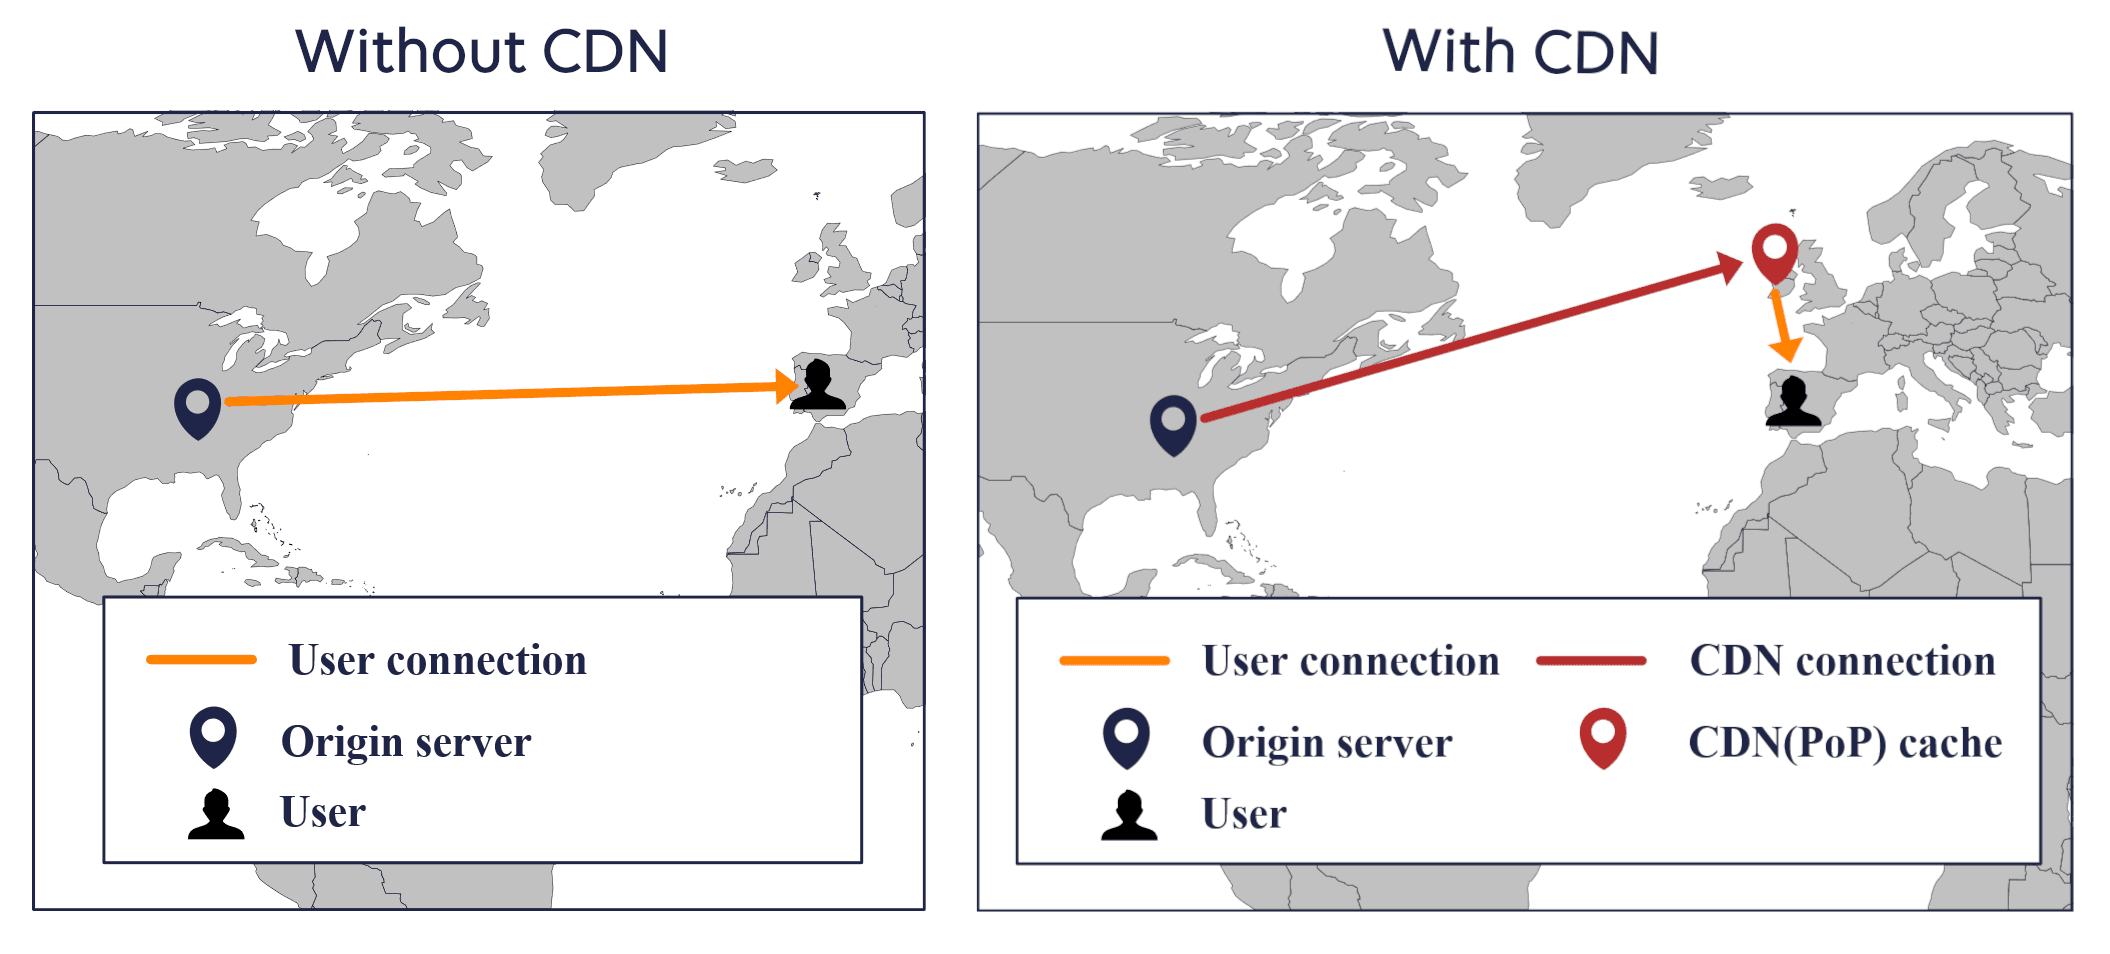 Without CDN
With CDN
User connection
Origin server
User
User connection
CDN connection
Origin server
CDN(PoP) cache
User